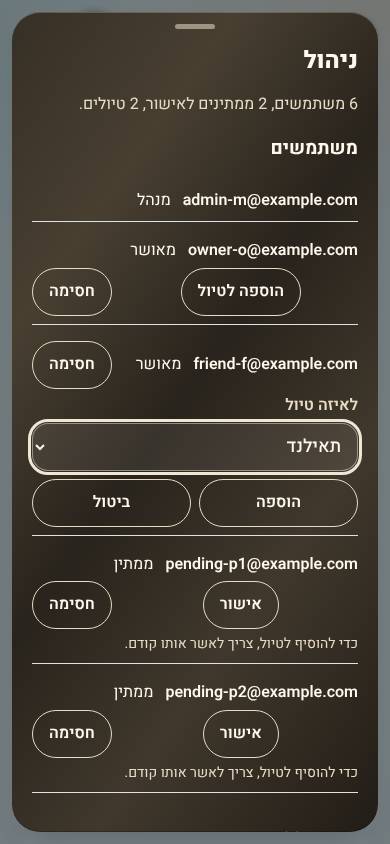 ניהול
6 משתמשים, 2 ממתינים לאישור, 2 טיולים.
משתמשים
admin-m@example.com מנהל
owner-o@example.com מאושר
הוספה לטיול חסימה
friend-f@example.com מאושר חסימה
לאיזה טיול
תאילנד
הוספה ביטול
pending-p1@example.com ממתין
אישור חסימה
כדי להוסיף לטיול, צריך לאשר אותו קודם.
pending-p2@example.com ממתין
אישור חסימה
כדי להוסיף לטיול, צריך לאשר אותו קודם.